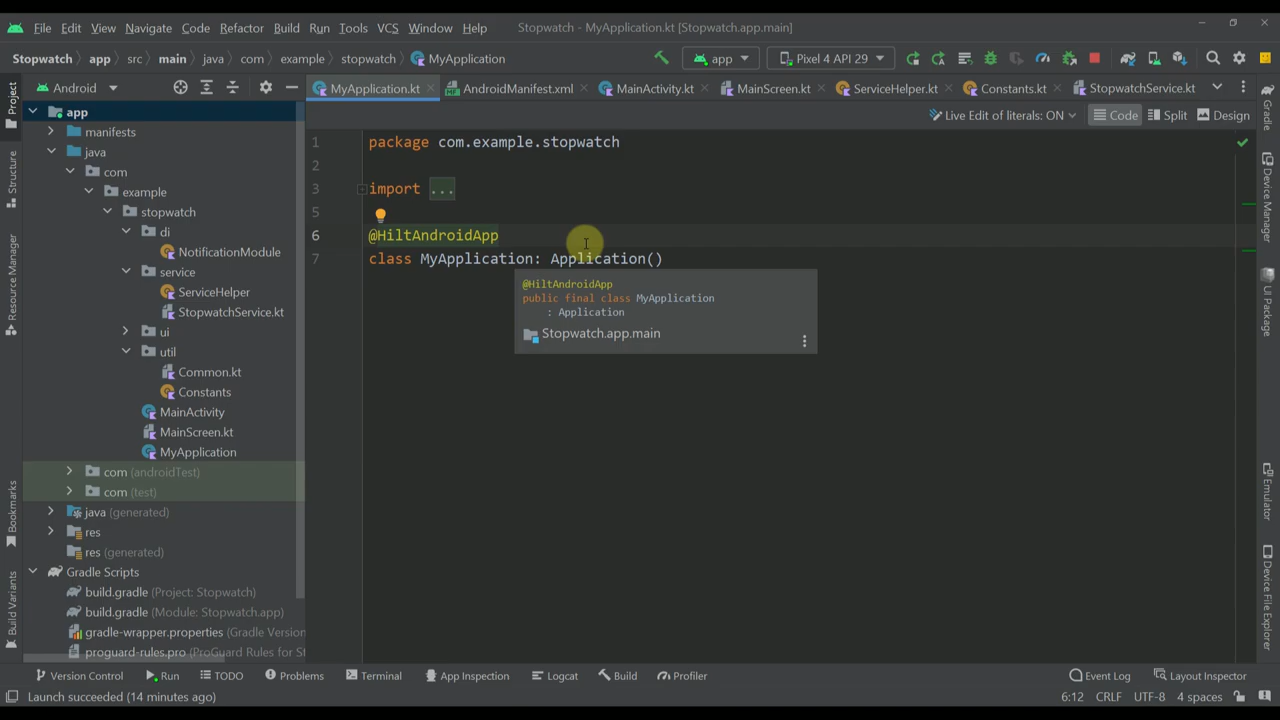 File Edit View Navigate Code Refactor Build Run Tools VCS Window Help Stopwatch - MyApplication.kt [Stopwatch.app.main]
Stopwatch app src main java com example stopwatch MyApplication app Pixel 4 API 29
Android MyApplication.kt AndroidManifest.xml MainActivity.kt MainScreen.kt ServiceHelper.kt Constants.kt StopwatchService.kt
Live Edit of literals: ON Code Split Design
Project
Structure
Resource Manager
Bookmarks
Build Variants
app
manifests
java
com
example
stopwatch
di
NotificationModule
service
ServiceHelper
StopwatchService.kt
ui
util
Common.kt
Constants
MainActivity
MainScreen.kt
MyApplication
com (androidTest)
com (test)
java (generated)
res
res (generated)
Gradle Scripts
build.gradle (Project: Stopwatch)
build.gradle (Module: Stopwatch.app)
gradle-wrapper.properties (Gradle Version
proguard-rules.pro (ProGuard Rules for St
1 package com.example.stopwatch
2
3 import ...
5
6 @HiltAndroidApp
7 class MyApplication: Application()
@HiltAndroidApp
public final class MyApplication
: Application
Stopwatch.app.main
Gradle
Device Manager
UI Package
Emulator
Device File Explorer
Version Control Run TODO Problems Terminal App Inspection Logcat Build Profiler Event Log Layout Inspector
Launch succeeded (14 minutes ago) 6:12 CRLF UTF-8 4 spaces